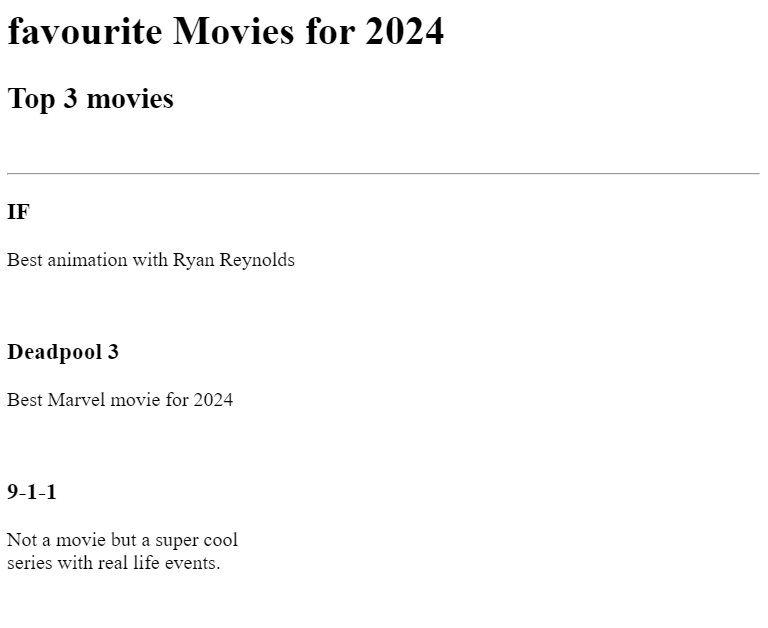 favourite Movies for 2024
Top 3 movies
IF
Best animation with Ryan Reynolds
Deadpool 3
Best Marvel movie for 2024
9-1-1
Not a movie but a super cool
series with real life events.